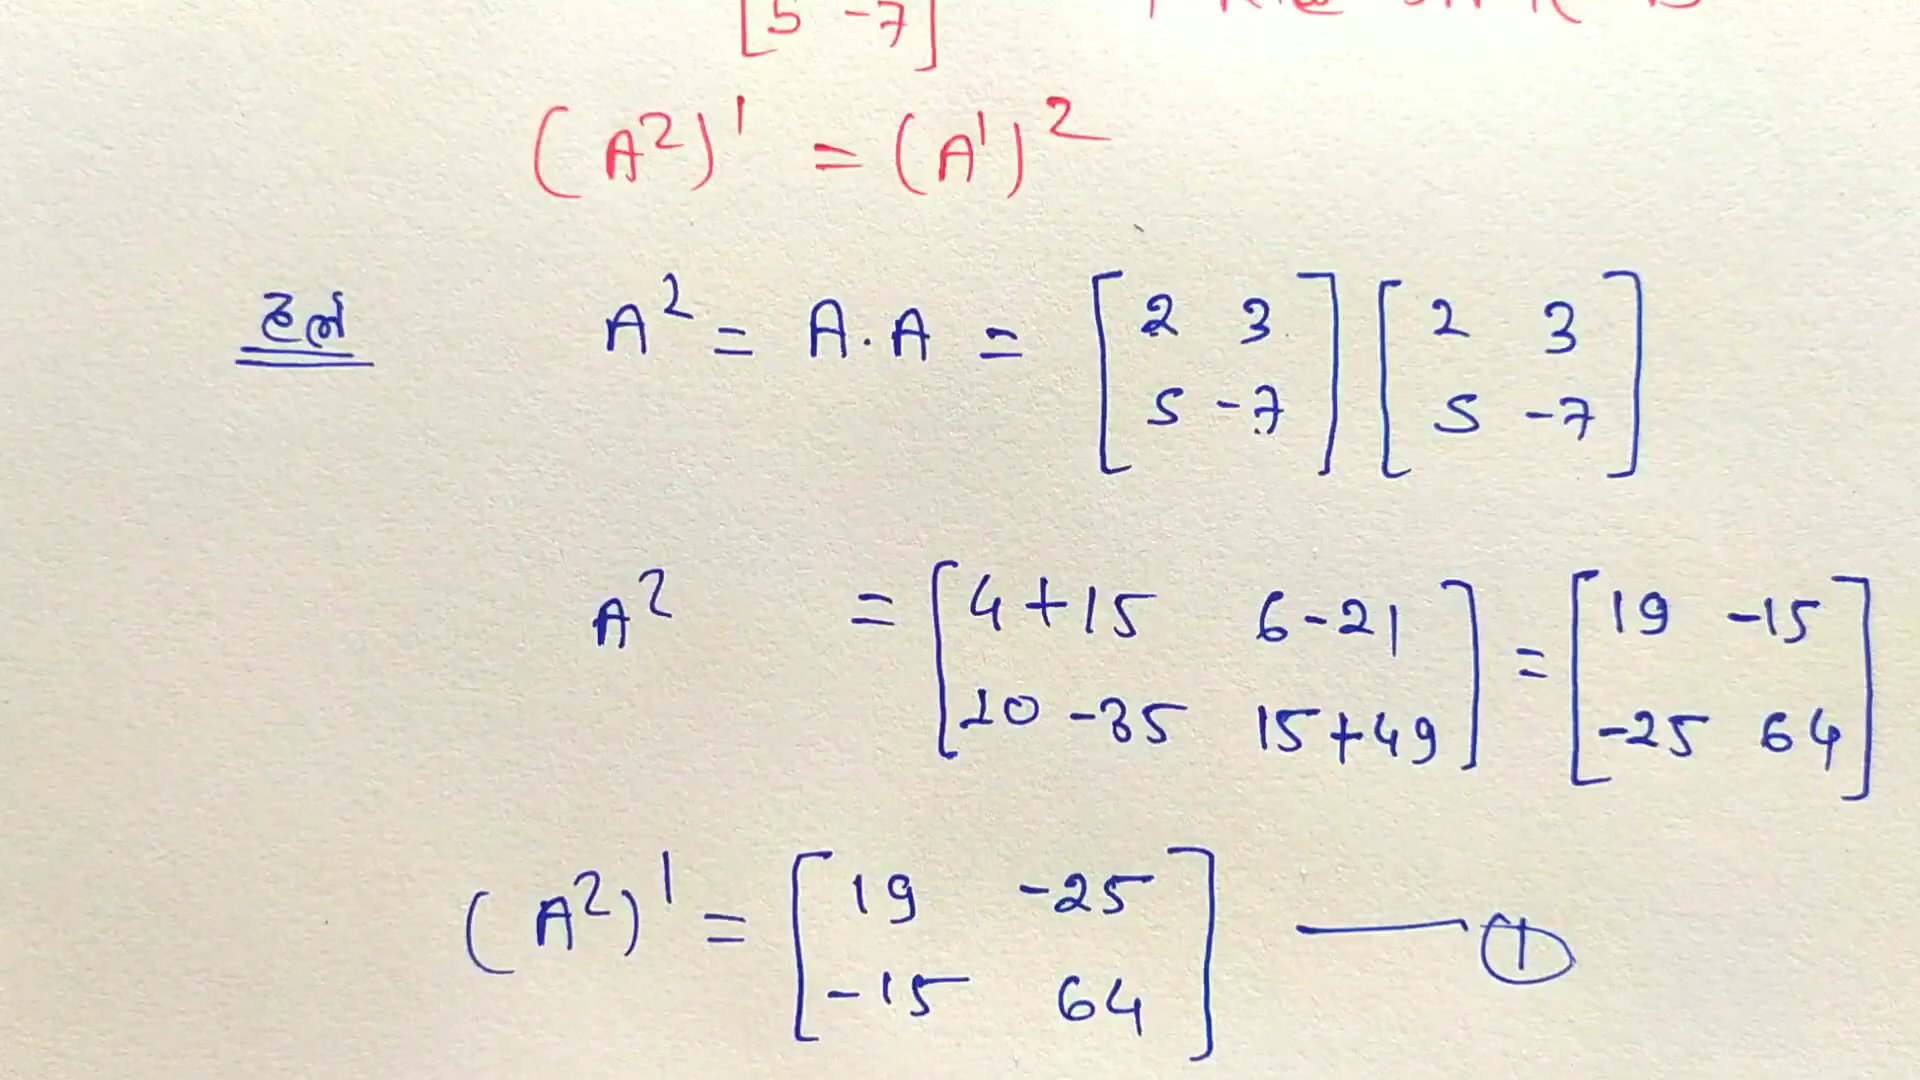 [5 -7]
(A²)' = (A')²
हल A² = A.A = [2 3 [2 3
5 -7] 5 -7]
A² = [4+15 6-21 = [19 -15
10 -35 15+49] -25 64]
(A²)' = [19 -25 — ①
-15 64]